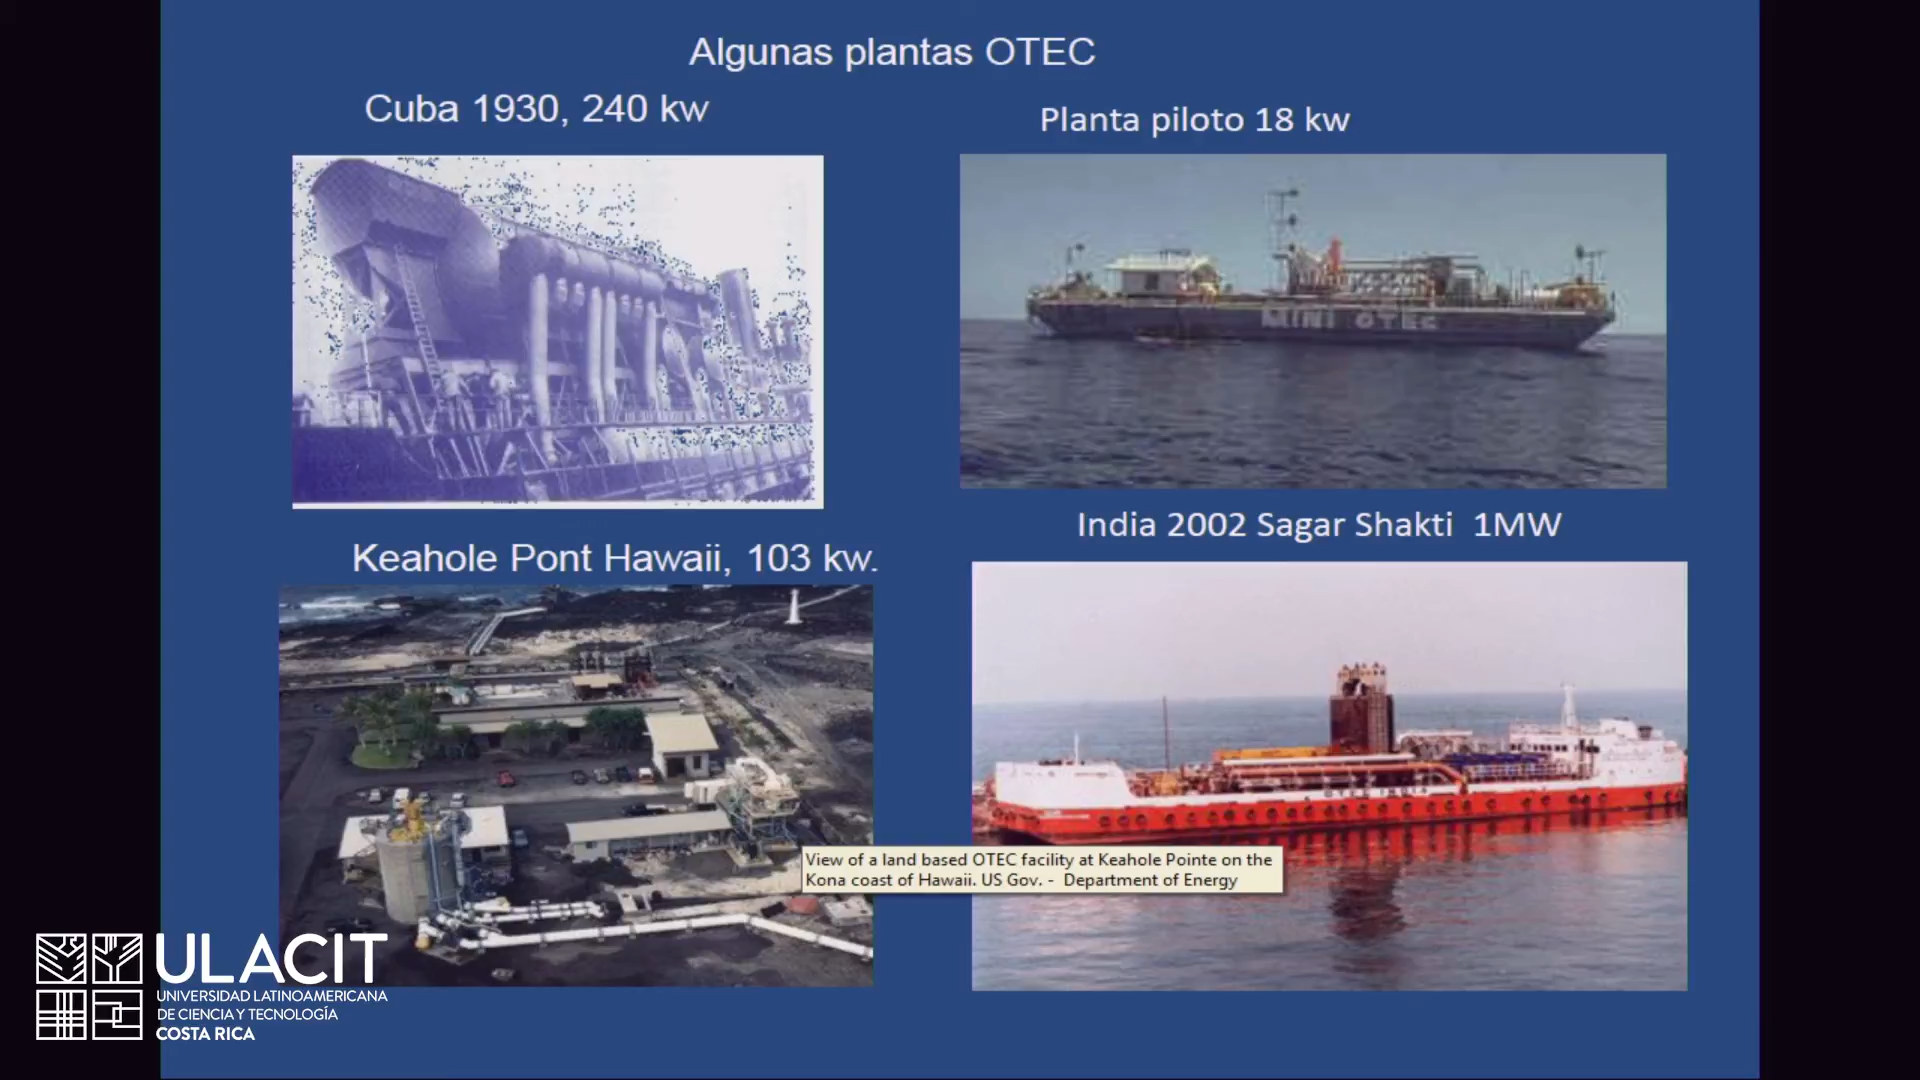 Algunas plantas OTEC
Cuba 1930, 240 kw
Planta piloto 18 kw
MINI OTEC
Keahole Pont Hawaii, 103 kw.
India 2002 Sagar Shakti 1MW
OTEC INDIA
View of a land based OTEC facility at Keahole Pointe on the
Kona coast of Hawaii. US Gov. - Department of Energy
ULACIT
UNIVERSIDAD LATINOAMERICANA
DE CIENCIA Y TECNOLOGÍA
COSTA RICA